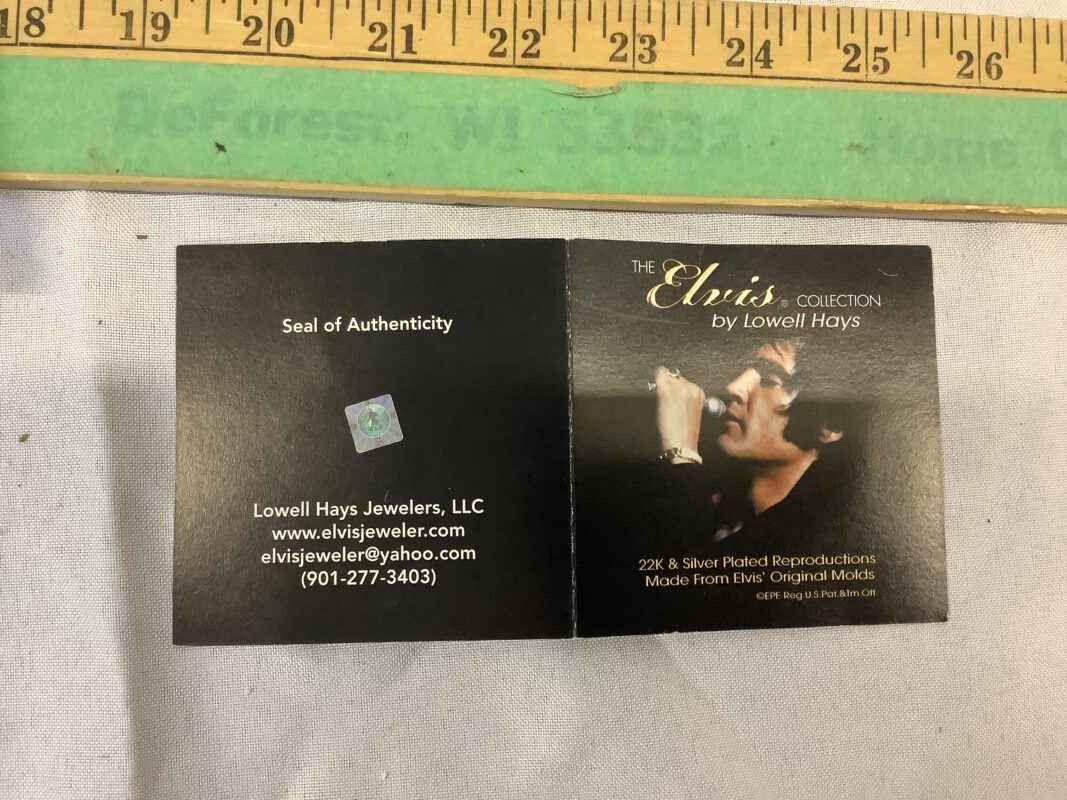 18 19 20 21 22 23 24 25 26
DeForest, WI 53532 Home
Seal of Authenticity
Lowell Hays Jewelers, LLC
www.elvisjeweler.com
elvisjeweler@yahoo.com
(901-277-3403)
THE Elvis® COLLECTION
by Lowell Hays
22K & Silver Plated Reproductions
Made From Elvis' Original Molds
©EPE Reg.U.S.Pat.&Tm.Off